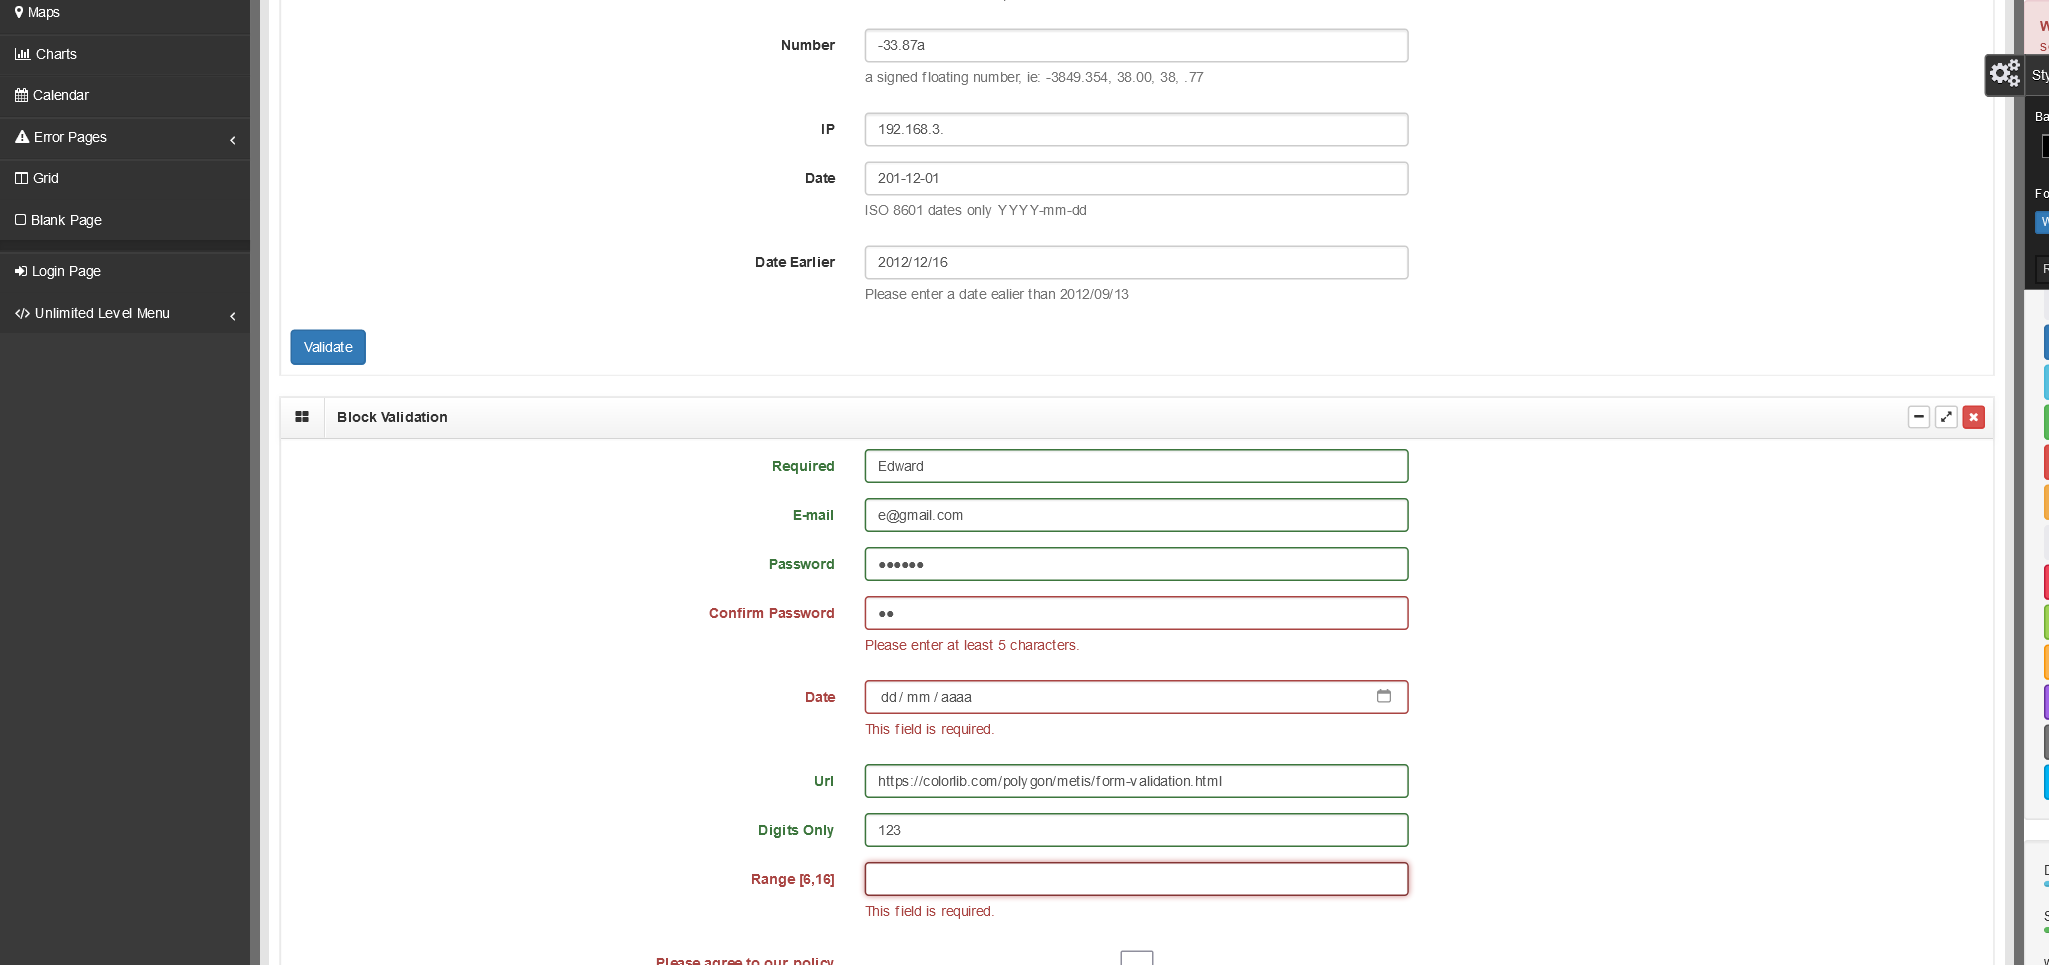 Maps
Charts
Calendar
Error Pages
Grid
Blank Page
Login Page
Unlimited Level Menu
Number
-33.87a
a signed floating number, ie: -3849.354, 38.00, 38, .77
IP
192.168.3.
Date
201-12-01
ISO 8601 dates only YYYY-mm-dd
Date Earlier
2012/12/16
Please enter a date ealier than 2012/09/13
Validate
Block Validation
Required
Edward
E-mail
e@gmail.com
Password
Confirm Password
Please enter at least 5 characters.
Date
dd / mm / aaaa
This field is required.
Url
https://colorlib.com/polygon/metis/form-validation.html
Digits Only
123
Range [6,16]
This field is required.
Please agree to our policy